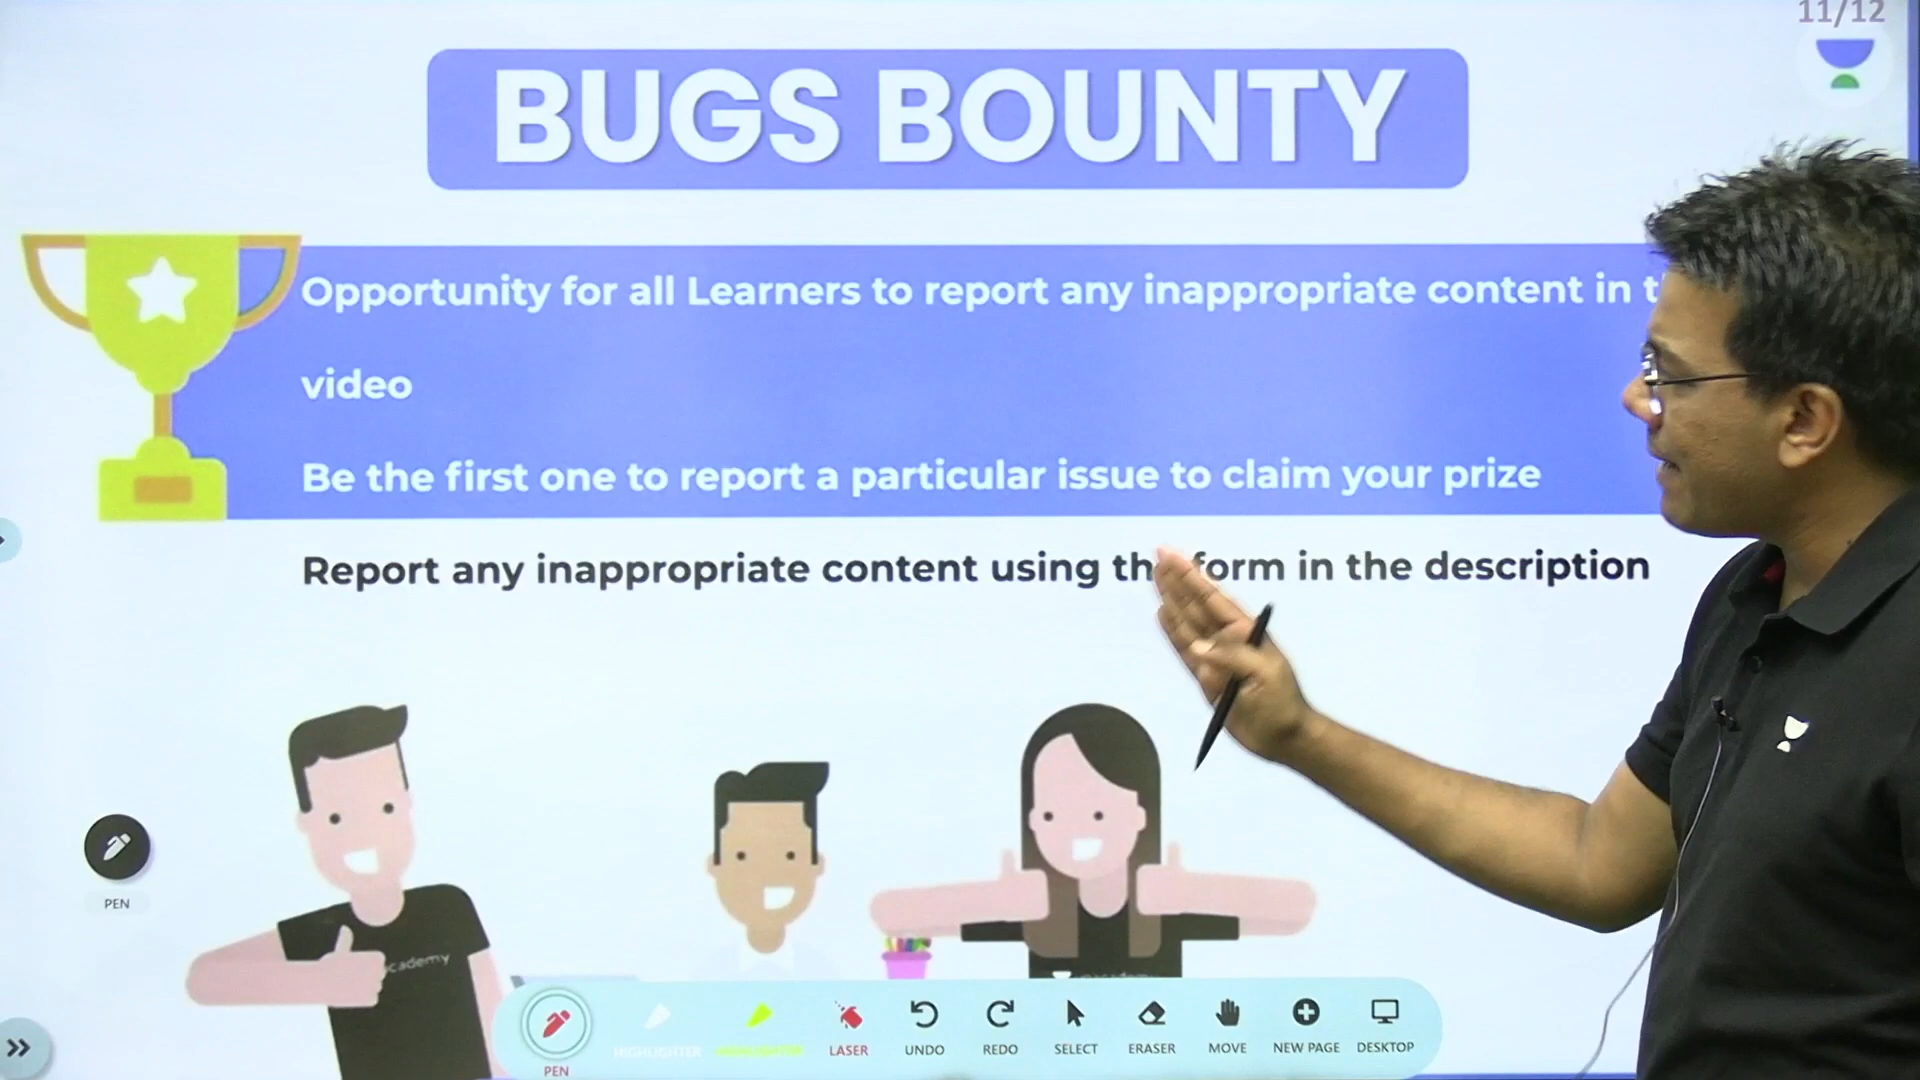 11/12
BUGS BOUNTY
Opportunity for all Learners to report any inappropriate content in t
video
Be the first one to report a particular issue to claim your prize
Report any inappropriate content using th form in the description
PEN
cademy
PEN
HIGHLIGHTER
LASER
UNDO
REDO
SELECT
ERASER
MOVE
NEW PAGE
DESKTOP